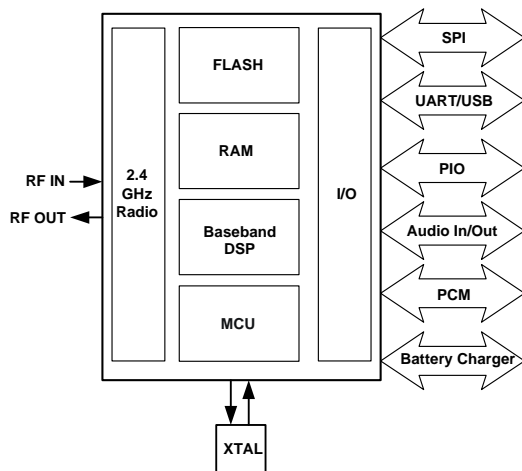 FLASH
RAM
Baseband
DSP
MCU
2.4
GHz
Radio
I/O
RF IN
RF OUT
SPI
UART/USB
PIO
Audio In/Out
PCM
Battery Charger
XTAL